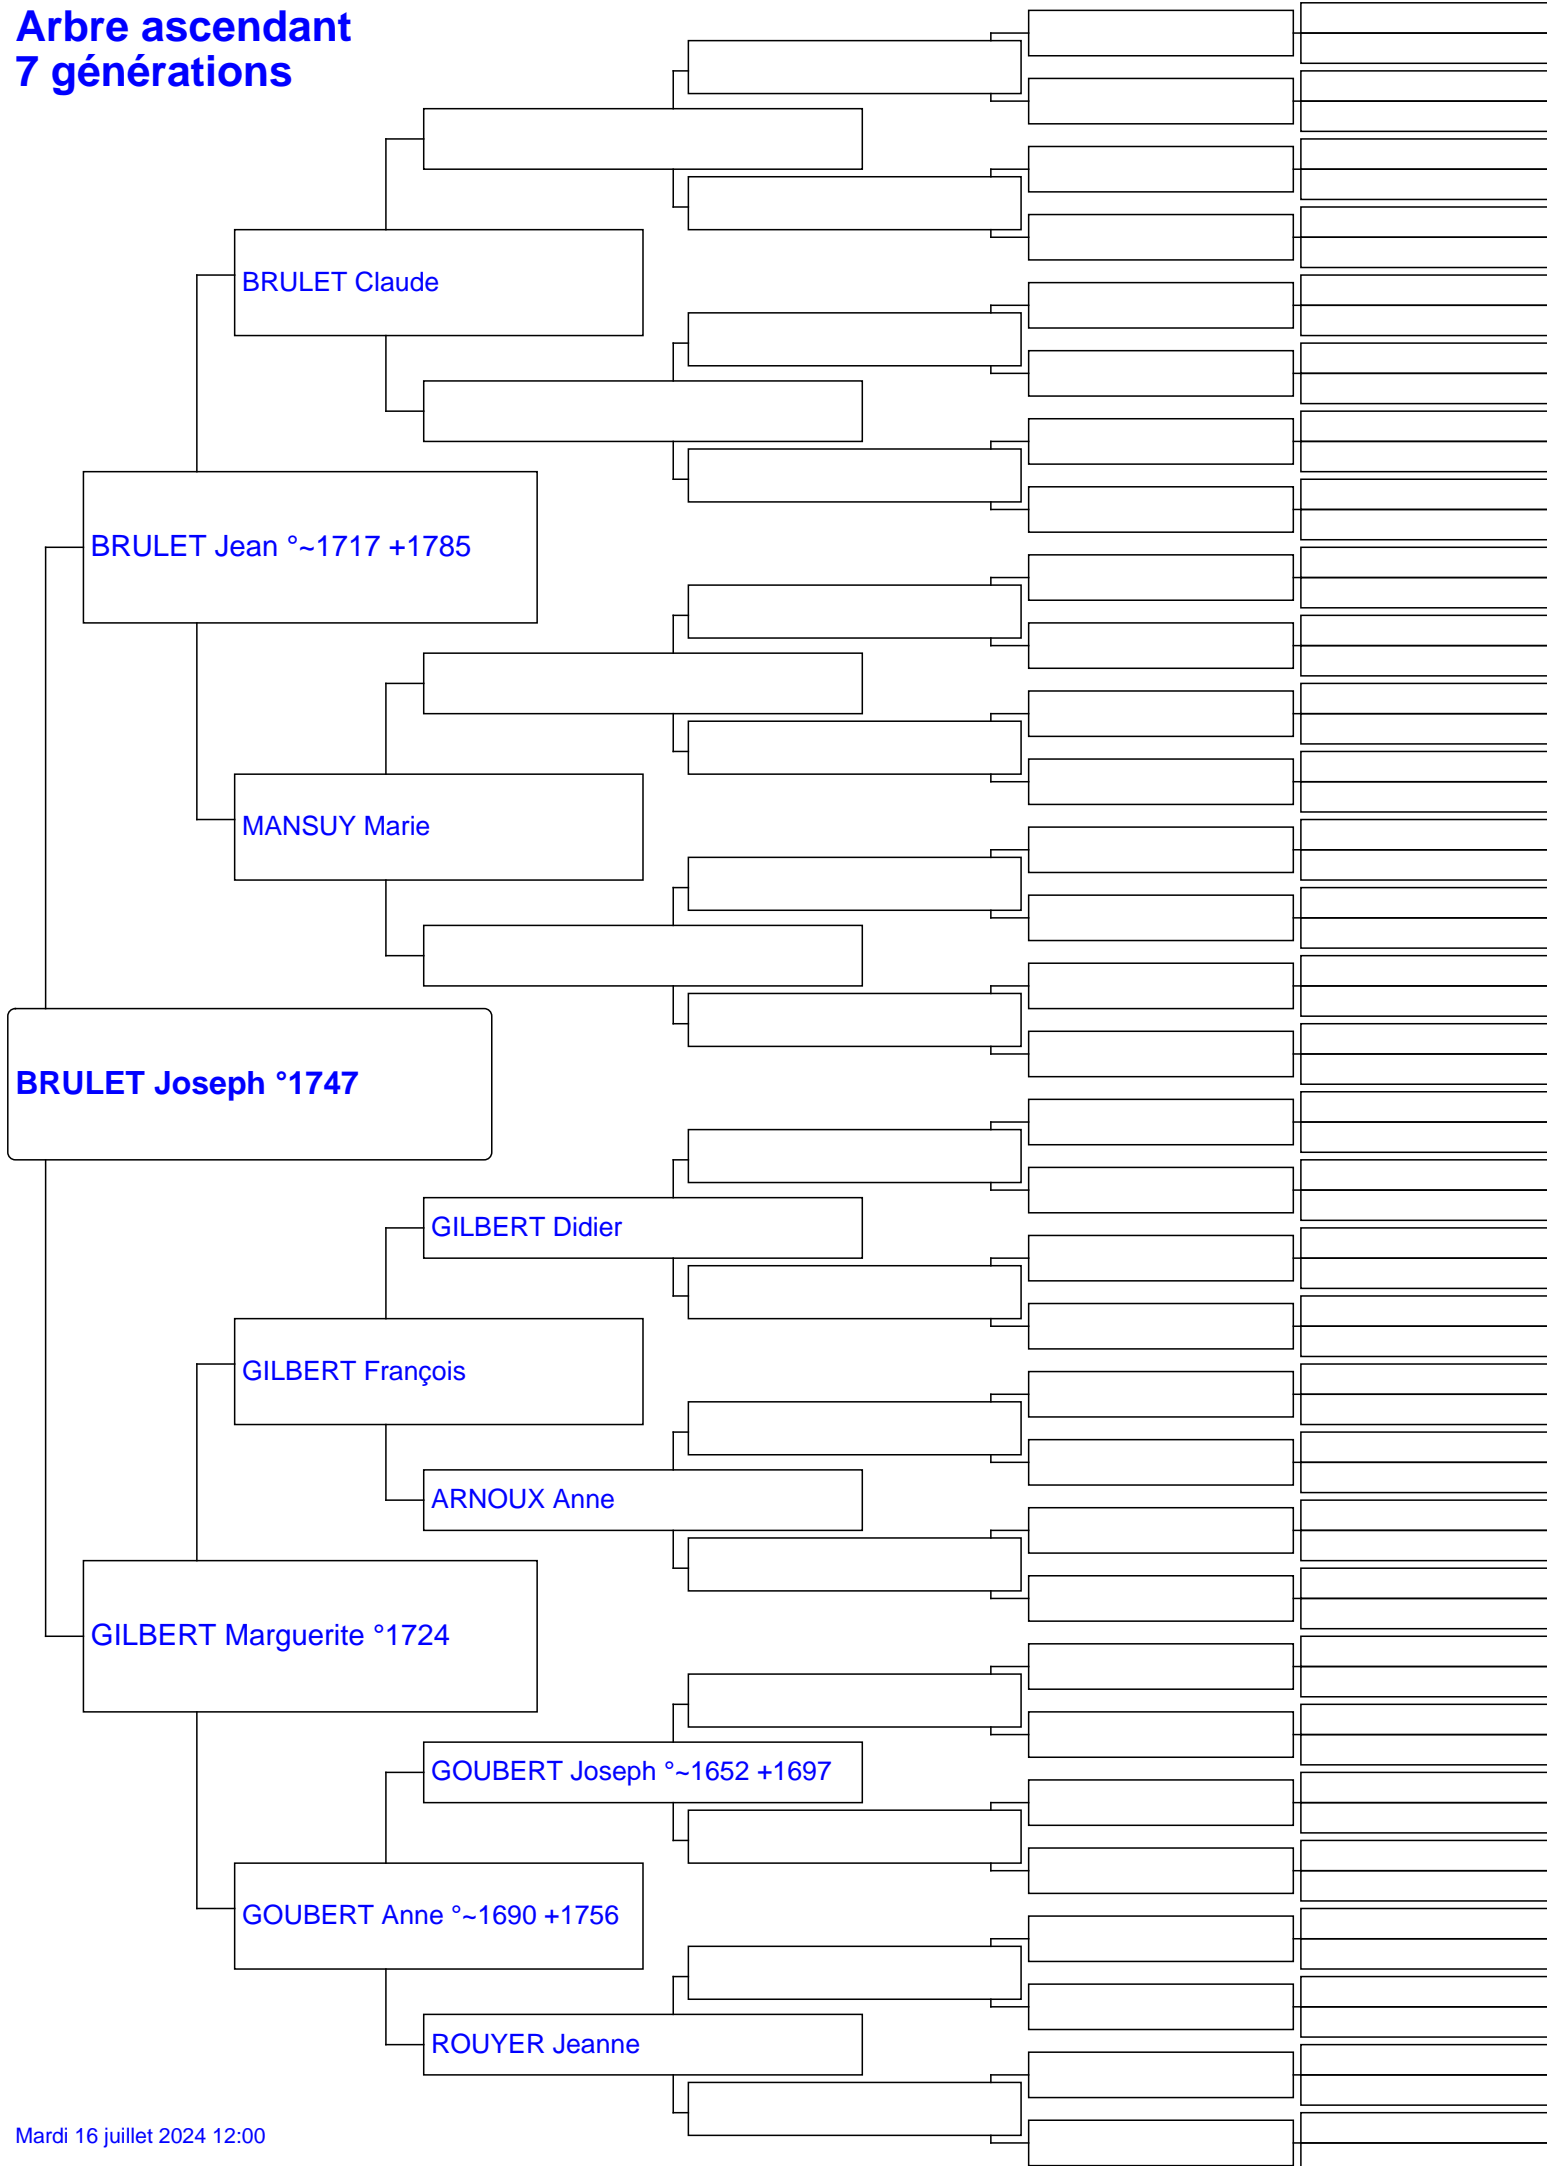 Arbre ascendant
7 générations
BRULET Claude
BRULET Jean °~1717 +1785
MANSUY Marie
BRULET Joseph °1747
GILBERT Didier
GILBERT François
ARNOUX Anne
GILBERT Marguerite °1724
GOUBERT Joseph °~1652 +1697
GOUBERT Anne °~1690 +1756
ROUYER Jeanne
Mardi 16 juillet 2024 12:00